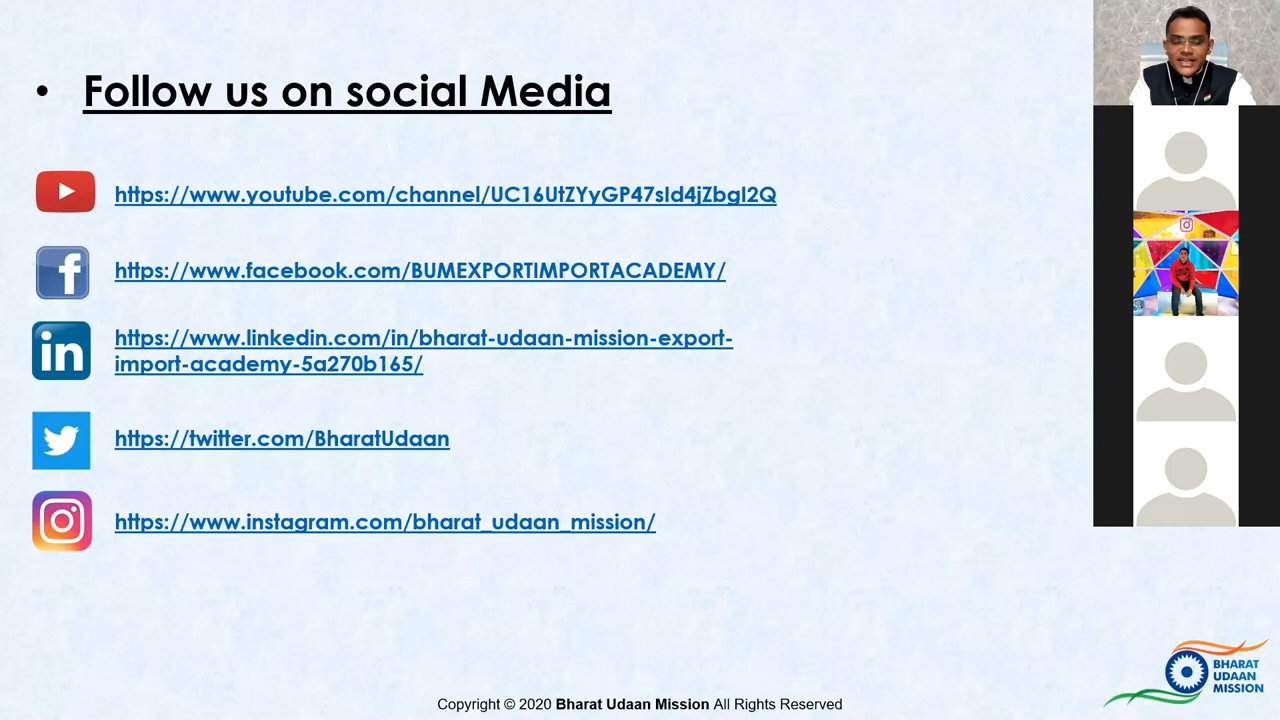 • Follow us on social Media
https://www.youtube.com/channel/UC16UtZYyGP47sId4jZbgI2Q
https://www.facebook.com/BUMEXPORTIMPORTACADEMY/
https://www.linkedin.com/in/bharat-udaan-mission-export-
import-academy-5a270b165/
https://twitter.com/BharatUdaan
https://www.instagram.com/bharat_udaan_mission/
BHARAT
UDAAN
MISSION
Copyright © 2020 Bharat Udaan Mission All Rights Reserved